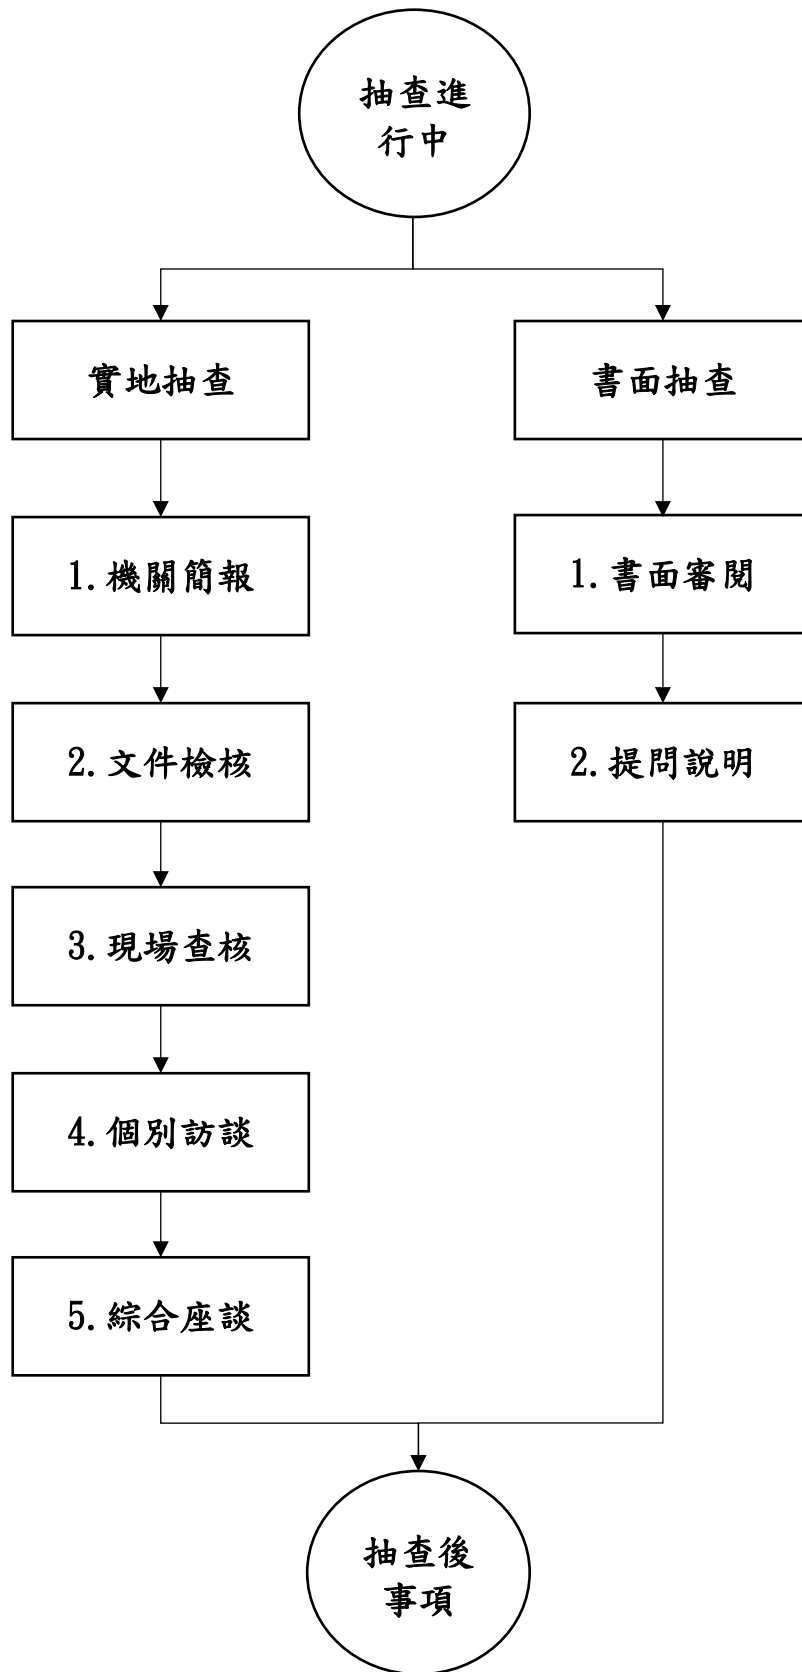 抽查進
行中
實地抽查
書面抽查
1.機關簡報
1.書面審閱
2.文件檢核
2.提問說明
3.現場查核
4.個別訪談
5.綜合座談
抽查後
事項